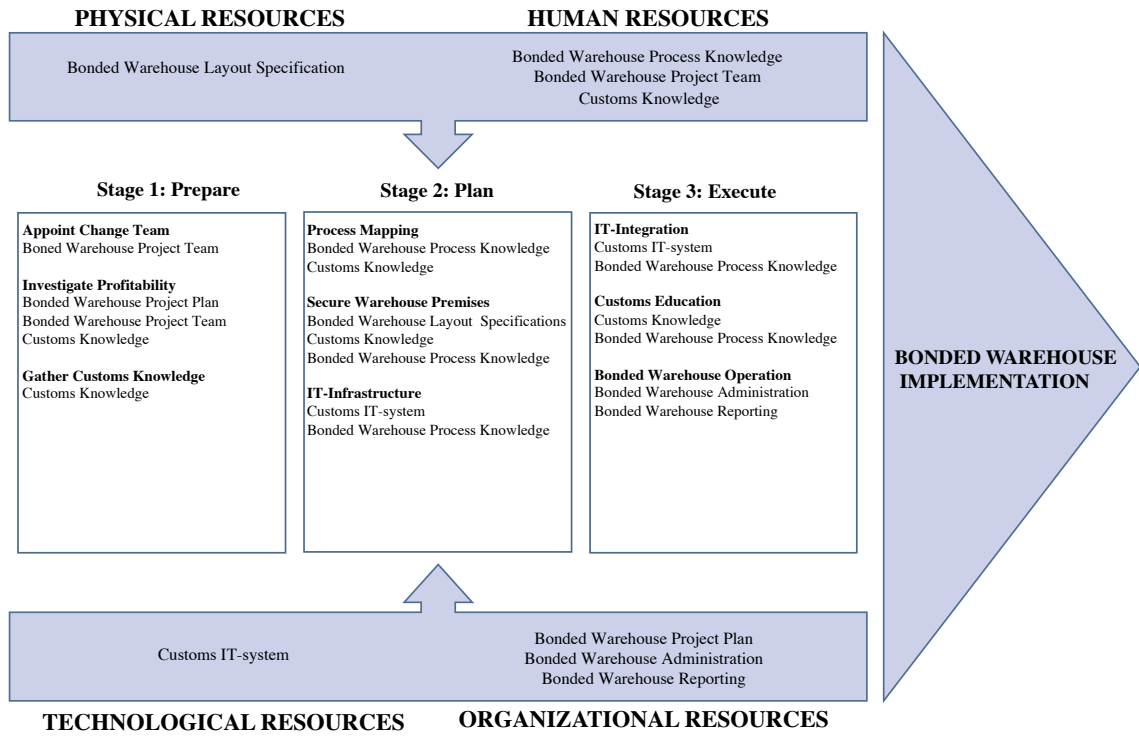 PHYSICAL RESOURCES
HUMAN RESOURCES
Bonded Warehouse Layout Specification
Bonded Warehouse Process Knowledge
Bonded Warehouse Project Team
Customs Knowledge
Stage 1: Prepare
Appoint Change Team
Boned Warehouse Project Team
Investigate Profitability
Bonded Warehouse Project Plan
Bonded Warehouse Project Team
Customs Knowledge
Gather Customs Knowledge
Customs Knowledge
Stage 2: Plan
Process Mapping
Bonded Warehouse Process Knowledge
Customs Knowledge
Secure Warehouse Premises
Bonded Warehouse Layout Specifications
Customs Knowledge
Bonded Warehouse Process Knowledge
IT-Infrastructure
Customs IT-system
Bonded Warehouse Process Knowledge
Stage 3: Execute
IT-Integration
Customs IT-system
Bonded Warehouse Process Knowledge
Customs Education
Customs Knowledge
Bonded Warehouse Process Knowledge
Bonded Warehouse Operation
Bonded Warehouse Administration
Bonded Warehouse Reporting
BONDED WAREHOUSE
IMPLEMENTATION
Customs IT-system
Bonded Warehouse Project Plan
Bonded Warehouse Administration
Bonded Warehouse Reporting
TECHNOLOGICAL RESOURCES
ORGANIZATIONAL RESOURCES